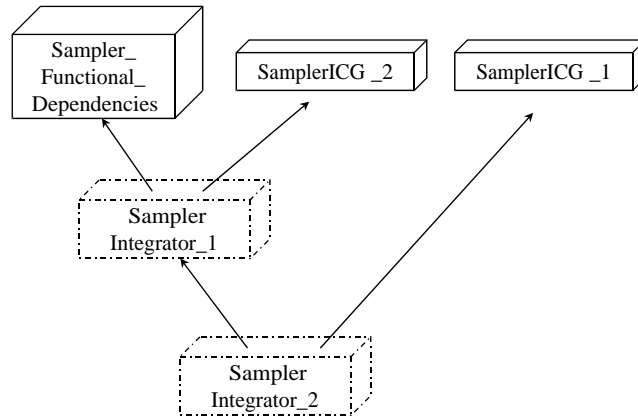 Sampler_
Functional_
Dependencies
SamplerICG _2
SamplerICG _1
Sampler
Integrator_1
Sampler
Integrator_2